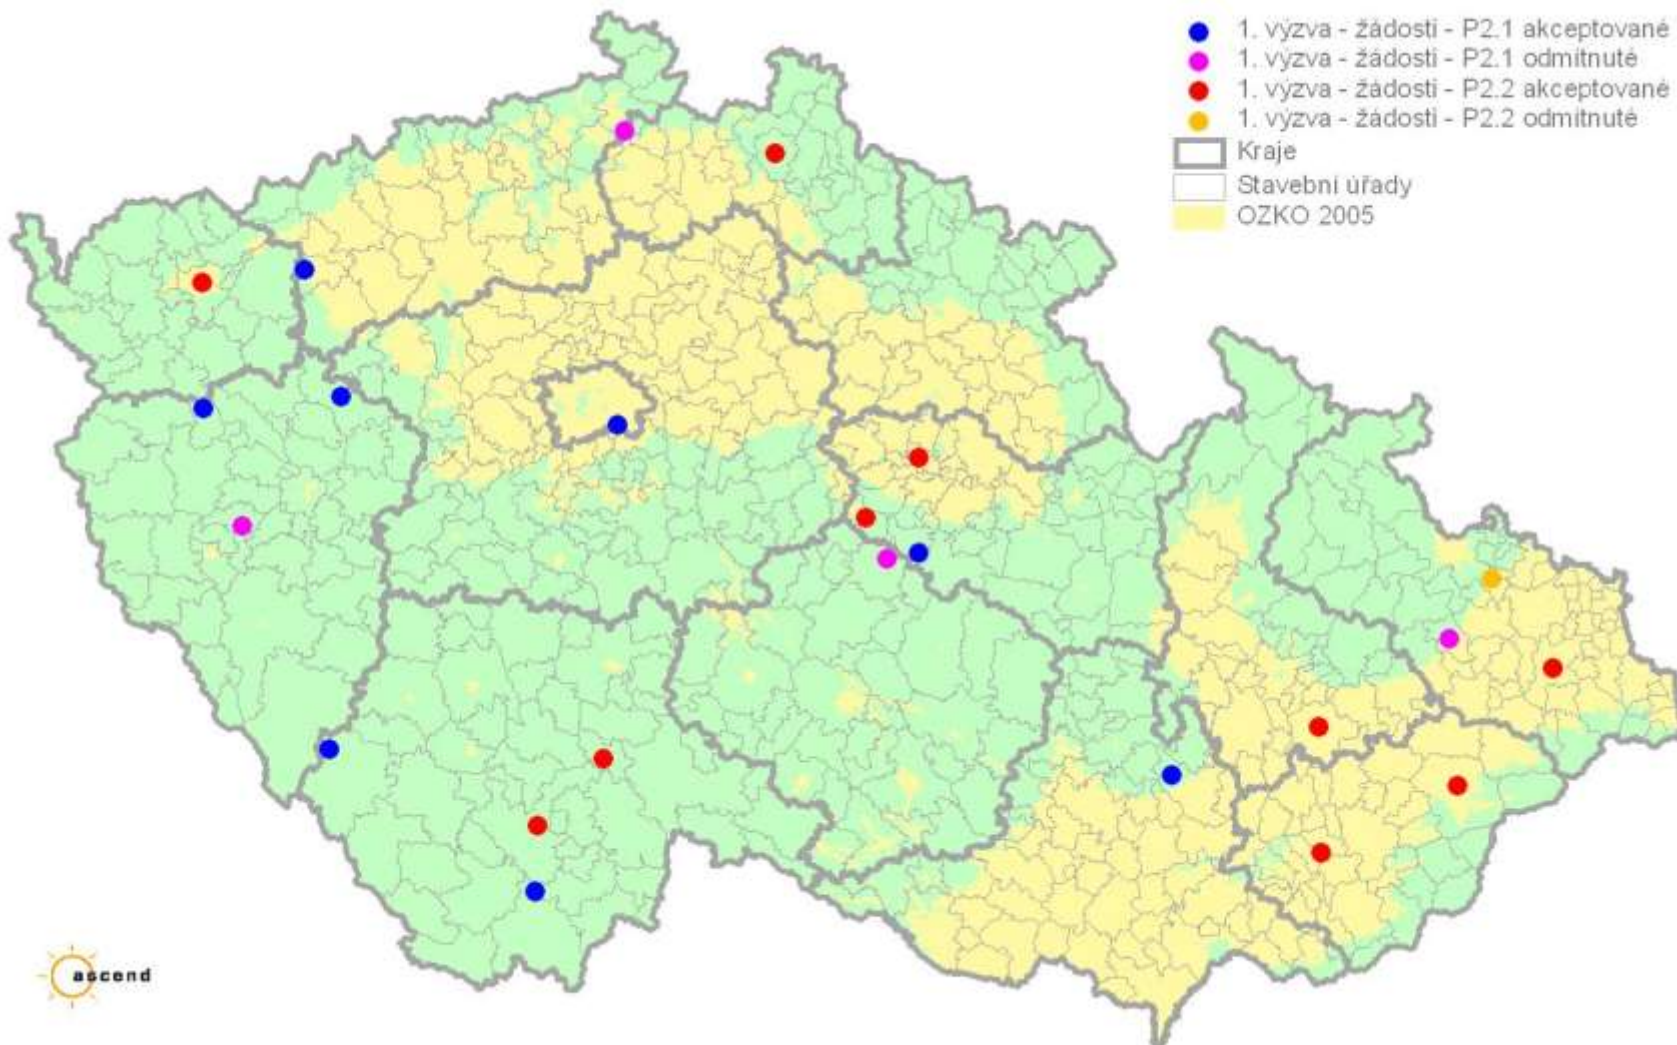 1. výzva - žádosti - P2.1 akceptované
1. výzva - žádosti - P2.1 odmítnuté
1. výzva - žádosti - P2.2 akceptované
1. výzva - žádosti - P2.2 odmítnuté
Kraje
Stavební úřady
OZKO 2005
ascend